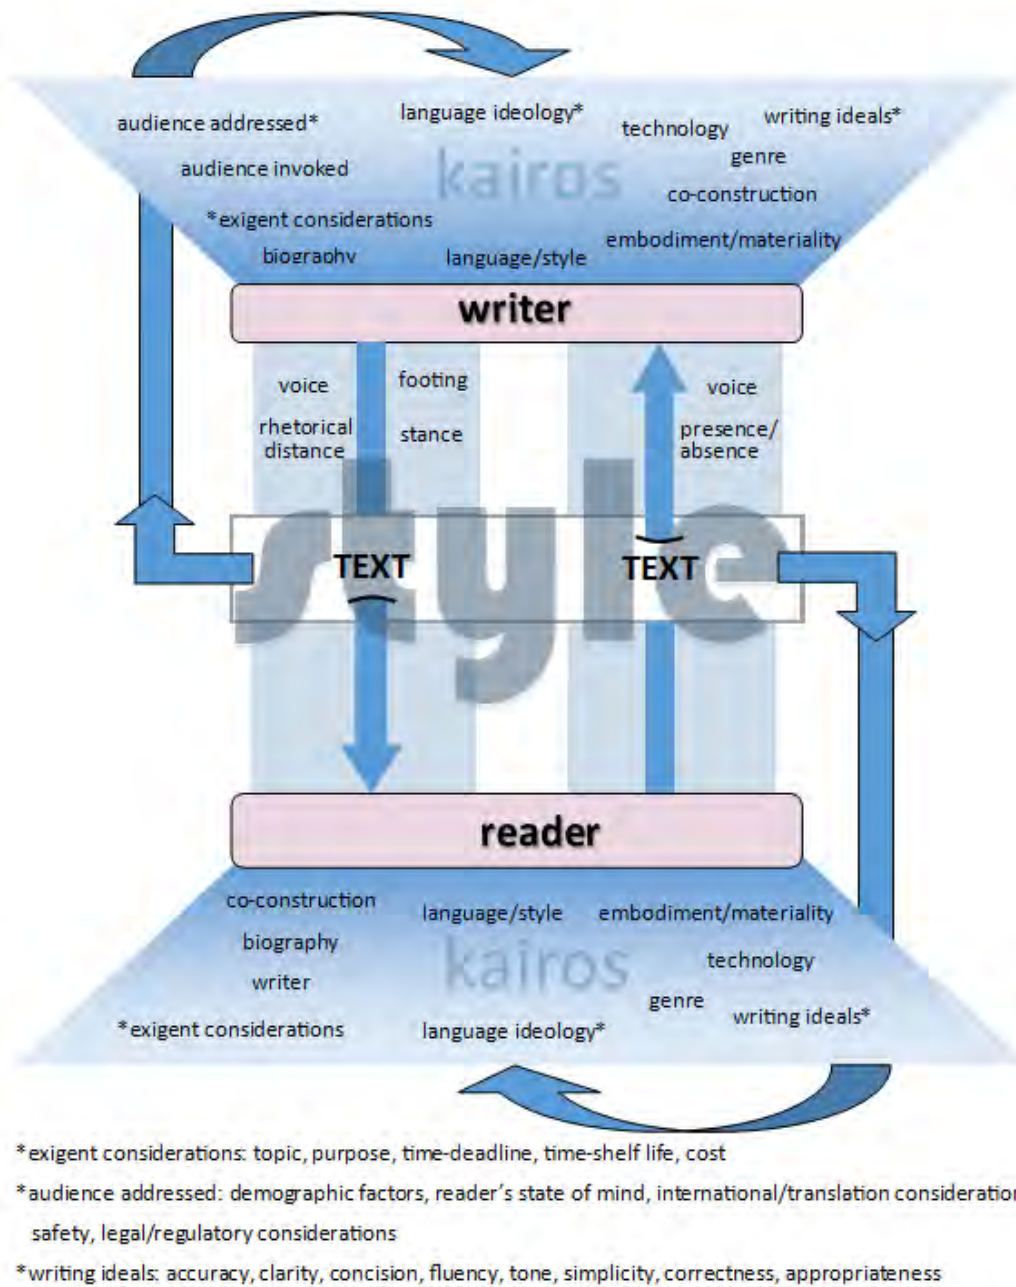 language ideology*
writing ideals*
audience addressed*
technology
genre
kairos
audience invoked
co-construction
*exigent considerations
embodiment/materiality
biography
language/style
writer
voice
footing
rhetorical
distance
stance
voice
presence/
absence
style
TEXT
TEXT
reader
co-construction
language/style
embodiment/materiality
biography
kairos
technology
writer
genre
writing ideals*
*exigent considerations
language ideology*
*exigent considerations: topic, purpose, time-deadline, time-shelf life, cost
*audience addressed: demographic factors, reader's state of mind, international/translation consideration
safety, legal/regulatory considerations
*writing ideals: accuracy, clarity, concision, fluency, tone, simplicity, correctness, appropriateness